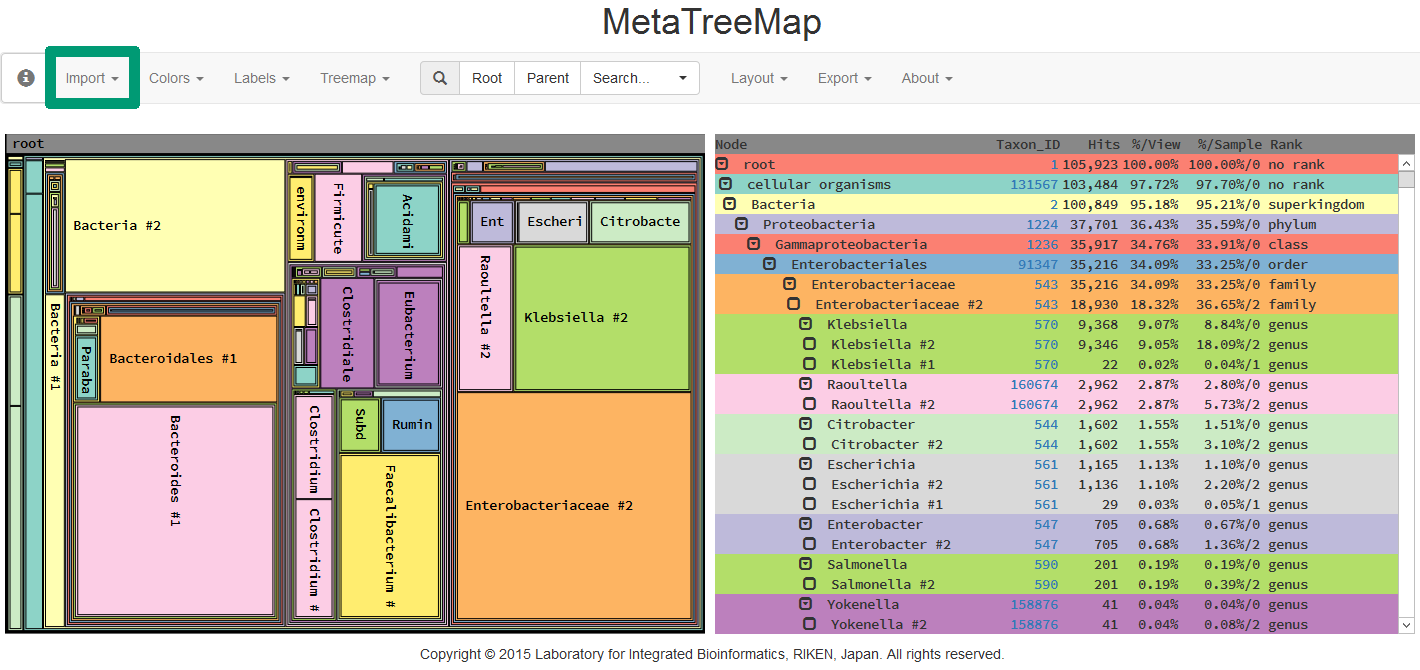 MetaTreeMap
Import Colors Labels Treemap Root Parent Search... Layout Export About
root
Bacteria #2
Bacteria #1
Paraba
Bacteroidales #1
Bacteroides #1
environm
Firmicute
Acidami
Clostridiale
Eubacterium
Clostridium
Clostridium #
Subd
Rumin
Faecalibacterium #
Ent
Escheri
Citrobacte
Raoultella #2
Klebsiella #2
Enterobacteriaceae #2
Node Taxon_ID Hits %/View %/Sample Rank
root 1 105,923 100.00% 100.00%/0 no rank
cellular organisms 131567 103,484 97.72% 97.70%/0 no rank
Bacteria 2 100,849 95.18% 95.21%/0 superkingdom
Proteobacteria 1224 37,701 36.43% 35.59%/0 phylum
Gammaproteobacteria 1236 35,917 34.76% 33.91%/0 class
Enterobacteriales 91347 35,216 34.09% 33.25%/0 order
Enterobacteriaceae 543 35,216 34.09% 33.25%/0 family
Enterobacteriaceae #2 543 18,930 18.32% 36.65%/2 family
Klebsiella 570 9,368 9.07% 8.84%/0 genus
Klebsiella #2 570 9,346 9.05% 18.09%/2 genus
Klebsiella #1 570 22 0.02% 0.04%/1 genus
Raoultella 160674 2,962 2.87% 2.80%/0 genus
Raoultella #2 160674 2,962 2.87% 5.73%/2 genus
Citrobacter 544 1,602 1.55% 1.51%/0 genus
Citrobacter #2 544 1,602 1.55% 3.10%/2 genus
Escherichia 561 1,165 1.13% 1.10%/0 genus
Escherichia #2 561 1,136 1.10% 2.20%/2 genus
Escherichia #1 561 29 0.03% 0.05%/1 genus
Enterobacter 547 705 0.68% 0.67%/0 genus
Enterobacter #2 547 705 0.68% 1.36%/2 genus
Salmonella 590 201 0.19% 0.19%/0 genus
Salmonella #2 590 201 0.19% 0.39%/2 genus
Yokenella 158876 41 0.04% 0.04%/0 genus
Yokenella #2 158876 41 0.04% 0.08%/2 genus
Copyright © 2015 Laboratory for Integrated Bioinformatics, RIKEN, Japan. All rights reserved.